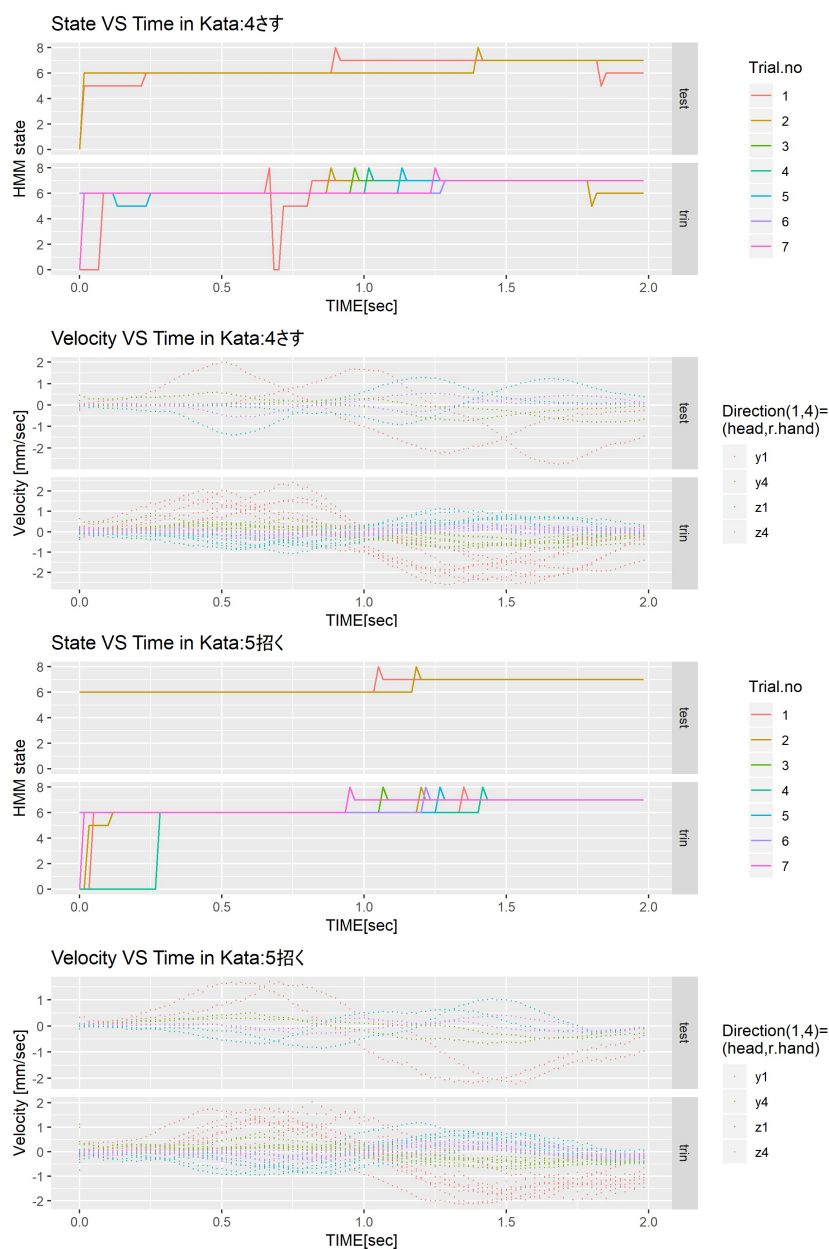 State VS Time in Kata:4さす
8
6
4
2
0
test
8
6
4
2
0
trin
HMM state
0.0 0.5 1.0 1.5 2.0
TIME[sec]
Trial.no
1
2
3
4
5
6
7
Velocity VS Time in Kata:4さす
2
1
0
-1
-2
test
2
1
0
-1
-2
trin
Velocity [mm/sec]
0.0 0.5 1.0 1.5 2.0
TIME[sec]
Direction(1,4)=
(head,r.hand)
y1
y4
z1
z4
State VS Time in Kata:5招く
8
6
4
2
0
test
8
6
4
2
0
trin
HMM state
0.0 0.5 1.0 1.5 2.0
TIME[sec]
Trial.no
1
2
3
4
5
6
7
Velocity VS Time in Kata:5招く
1
0
-1
-2
test
2
1
0
-1
-2
trin
Velocity [mm/sec]
0.0 0.5 1.0 1.5 2.0
TIME[sec]
Direction(1,4)=
(head,r.hand)
y1
y4
z1
z4